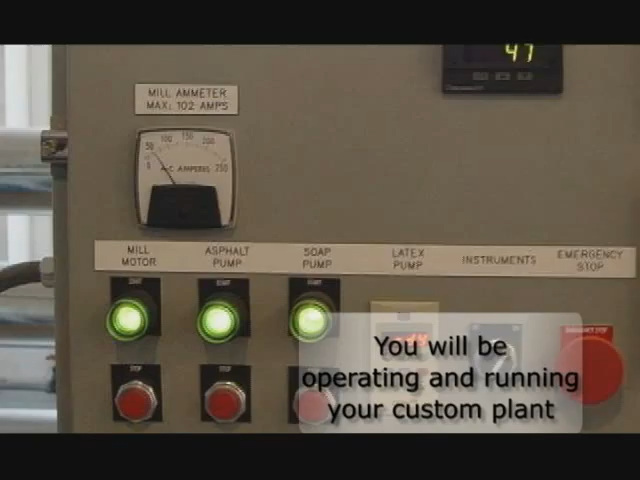 47
MILL AMMETER
MAX: 102 AMPS
0 50 100 150 200 250
A-C AMPERES
MILL MOTOR
ASPHALT PUMP
SOAP PUMP
LATEX PUMP
INSTRUMENTS
EMERGENCY STOP
START START START
EMERGENCY STOP
STOP STOP
You will be
operating and running
your custom plant